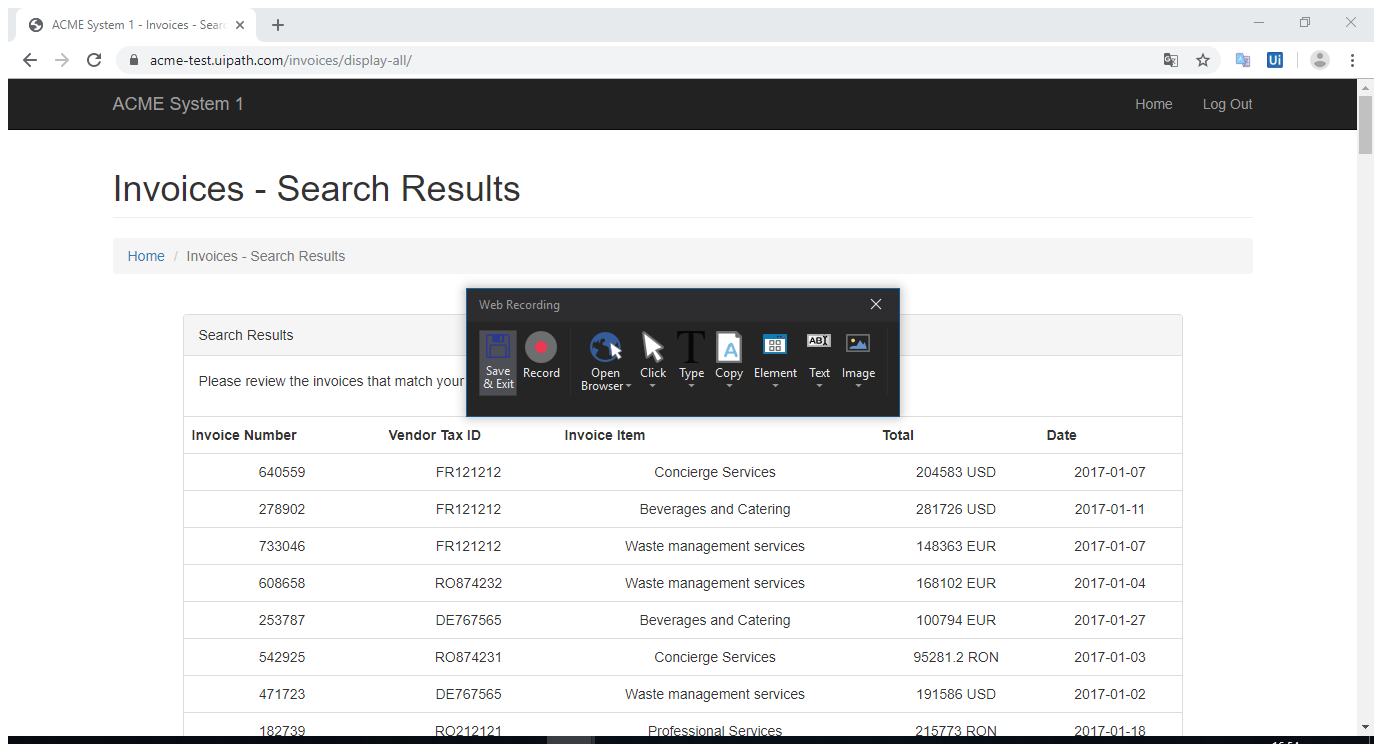 ACME System 1 - Invoices - Sear
acme-test.uipath.com/invoices/display-all/
Ui
ACME System 1 Home Log Out
Invoices - Search Results
Home / Invoices - Search Results
Web Recording
Search Results
Save & Exit Record Open Browser Click Type Copy Element Text Image
Please review the invoices that match your
Invoice Number Vendor Tax ID Invoice Item Total Date
640559 FR121212 Concierge Services 204583 USD 2017-01-07
278902 FR121212 Beverages and Catering 281726 USD 2017-01-11
733046 FR121212 Waste management services 148363 EUR 2017-01-07
608658 RO874232 Waste management services 168102 EUR 2017-01-04
253787 DE767565 Beverages and Catering 100794 EUR 2017-01-27
542925 RO874231 Concierge Services 95281.2 RON 2017-01-03
471723 DE767565 Waste management services 191586 USD 2017-01-02
182739 RO212121 Professional Services 215773 RON 2017-01-18